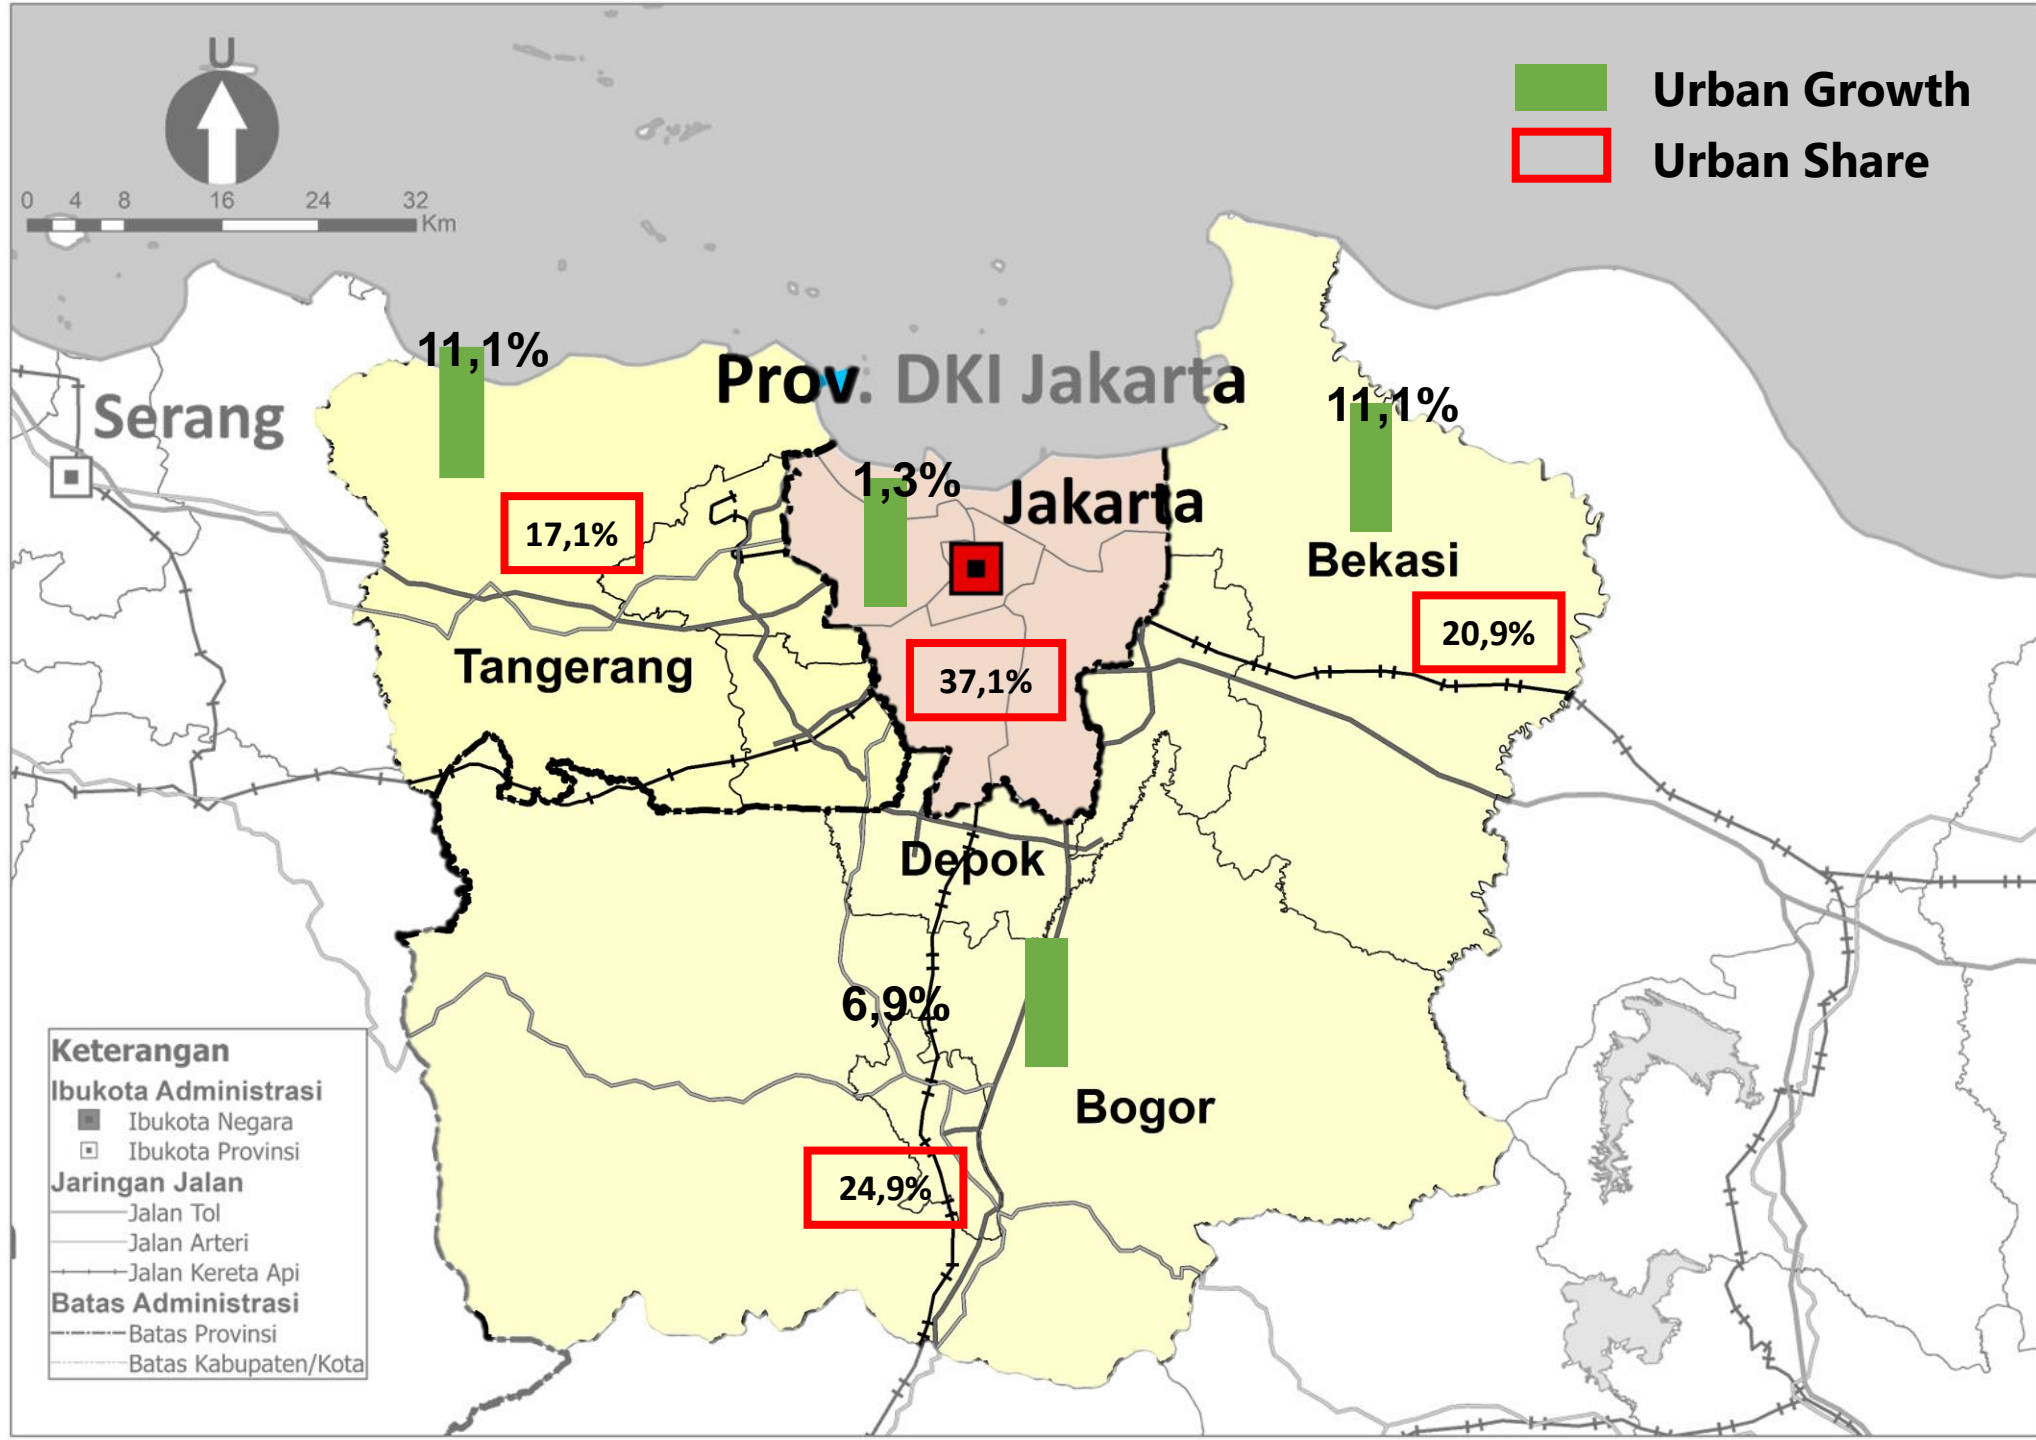 U
0 4 8 16 24 32
Km
Urban Growth
Urban Share
11,1%
Prov. DKI Jakarta
Serang
11,1%
1,3%
Jakarta
17,1%
Bekasi
20,9%
Tangerang
37,1%
Depok
6,9%
Bogor
24,9%
Keterangan
Ibukota Administrasi
Ibukota Negara
Ibukota Provinsi
Jaringan Jalan
Jalan Tol
Jalan Arteri
Jalan Kereta Api
Batas Administrasi
Batas Provinsi
Batas Kabupaten/Kota